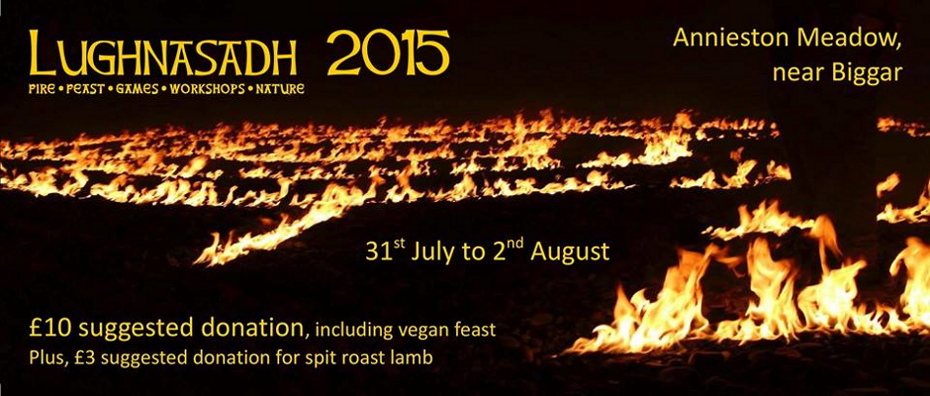 LUGHNASADH 2015
FIRE • FEAST • GAMES • WORKSHOPS • NATURE
Annieston Meadow,
near Biggar
31st July to 2nd August
£10 suggested donation, including vegan feast
Plus, £3 suggested donation for spit roast lamb